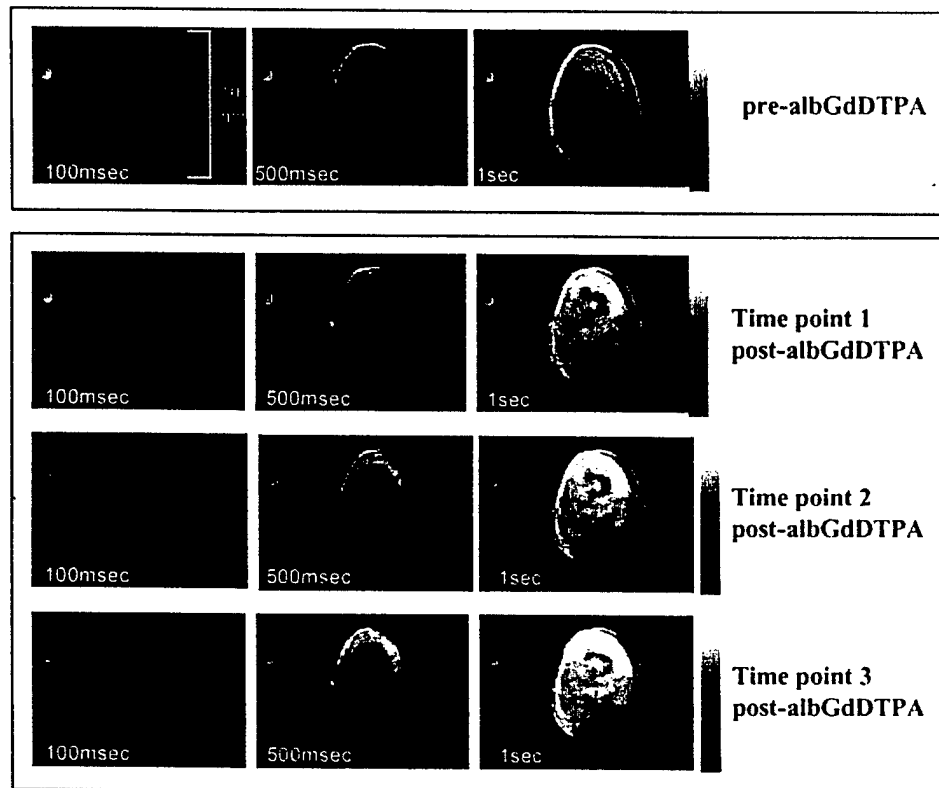 100msec
500msec
1sec
pre-albGdDTPA
100msec
500msec
1sec
Time point 1
post-albGdDTPA
100msec
500msec
1sec
Time point 2
post-albGdDTPA
100msec
500msec
1sec
Time point 3
post-albGdDTPA